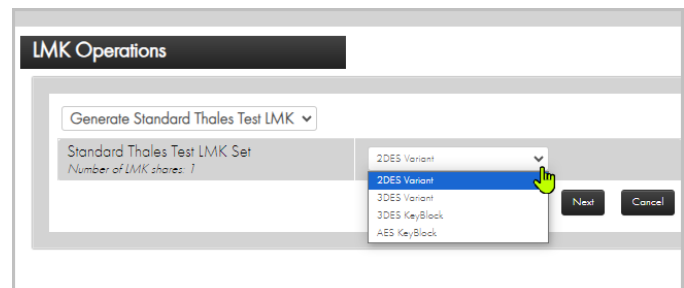 LMK Operations
Generate Standard Thales Test LMK
Standard Thales Test LMK Set
Number of LMK shares: 1
2DES Variant
2DES Variant
3DES Variant
3DES KeyBlock
AES KeyBlock
Next Cancel